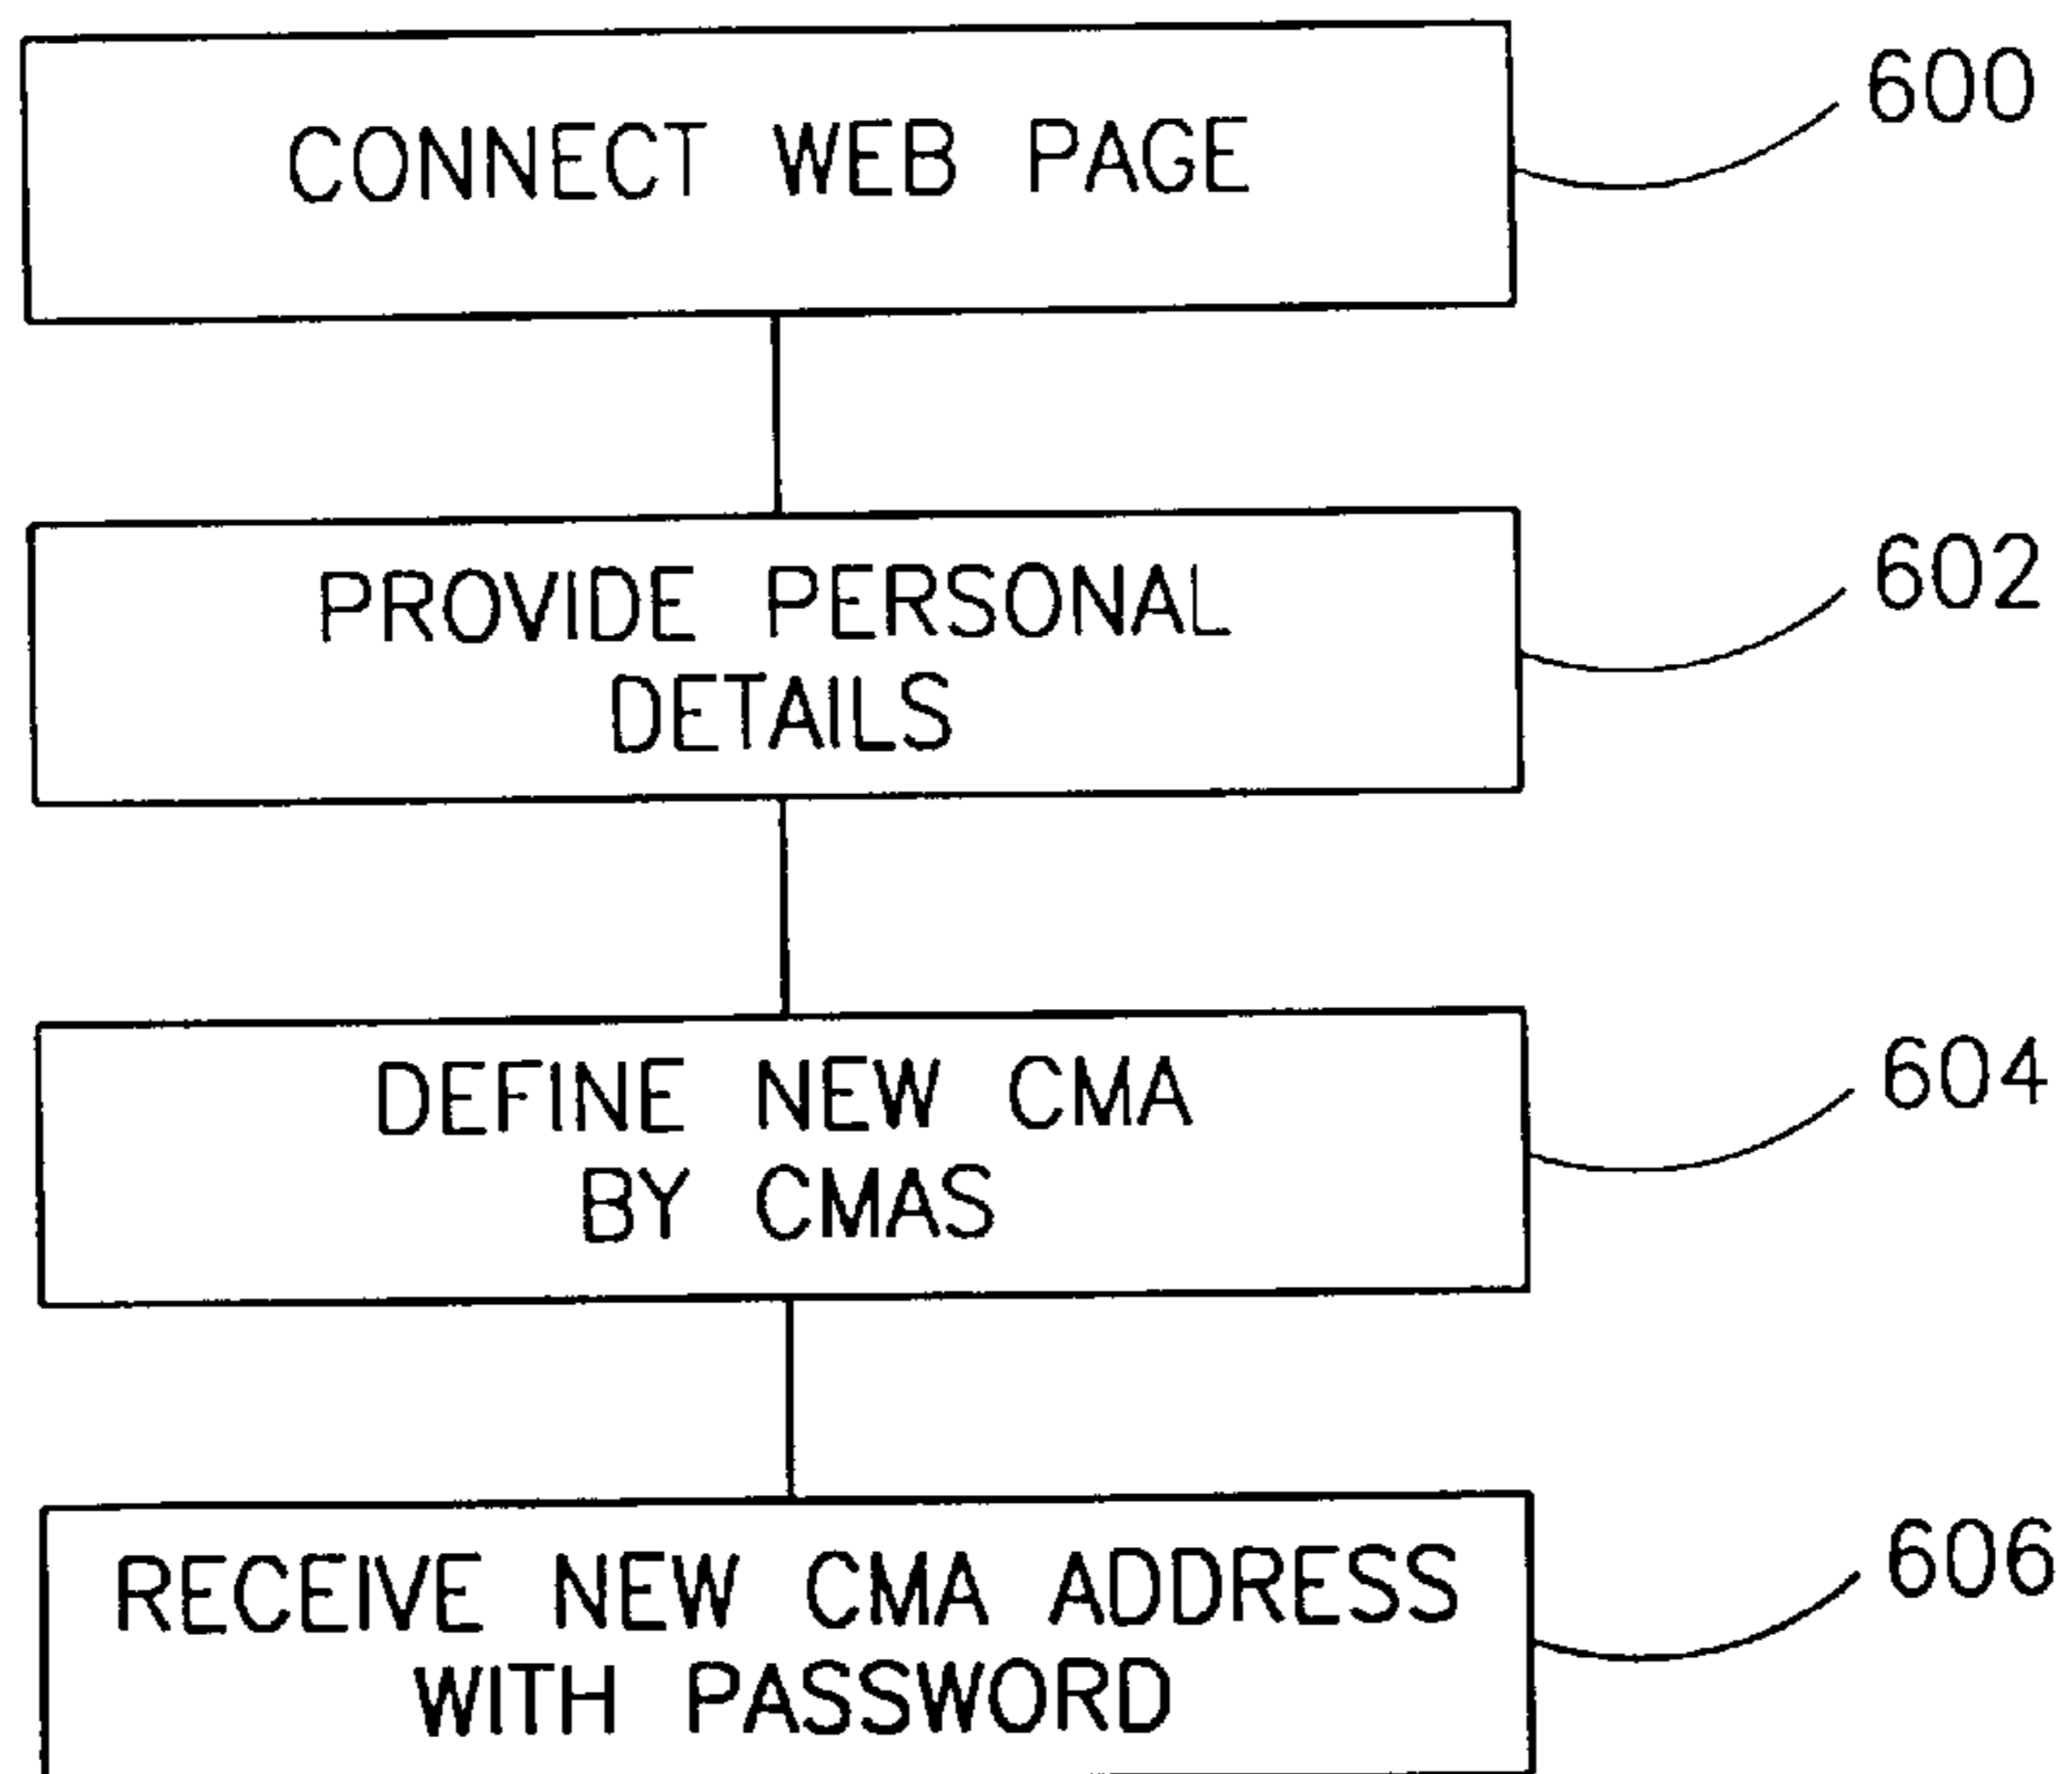 CONNECT WEB PAGE
600
PROVIDE PERSONAL
DETAILS
602
DEFINE NEW CMA
BY CMAS
604
RECEIVE NEW CMA ADDRESS
WITH PASSWORD
606